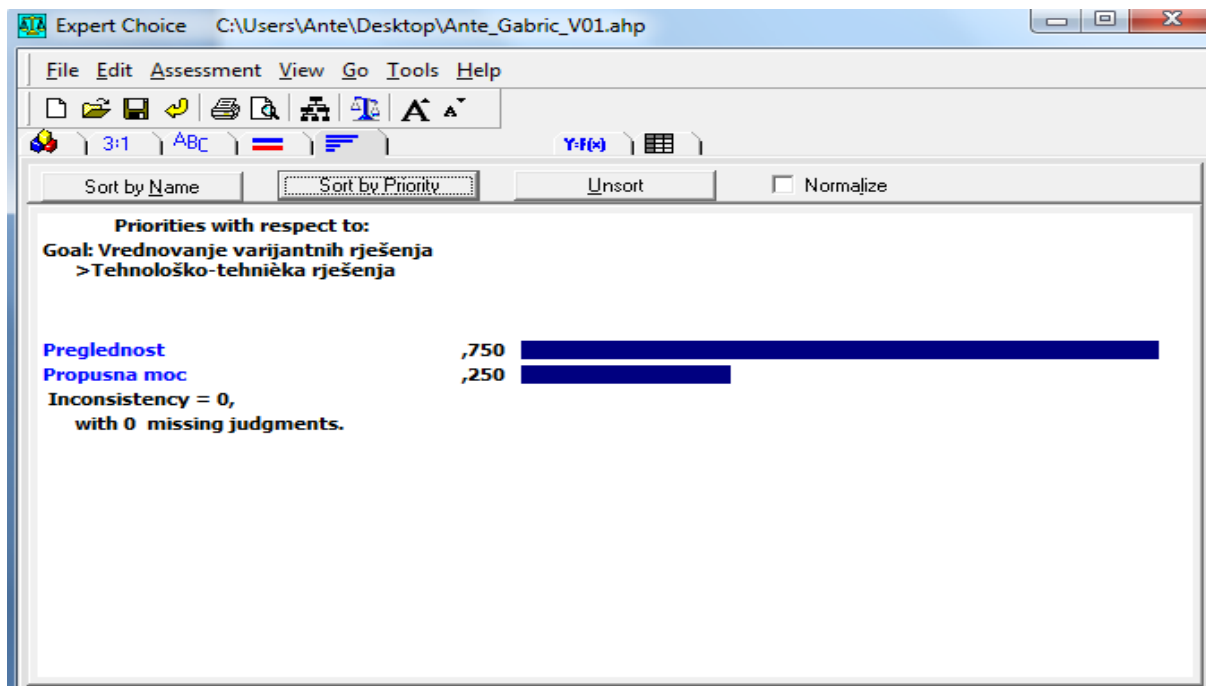 Expert Choice C:\Users\Ante\Desktop\Ante_Gabric_V01.ahp
File Edit Assessment View Go Tools Help
A A
3:1 ABC Y=F(x)
Sort by Name Sort by Priority Unsort Normalize
Priorities with respect to:
Goal: Vrednovanje varijantnih rješenja
>Tehnološko-tehnièka rješenja
Preglednost ,750
Propusna moc ,250
Inconsistency = 0,
with 0 missing judgments.